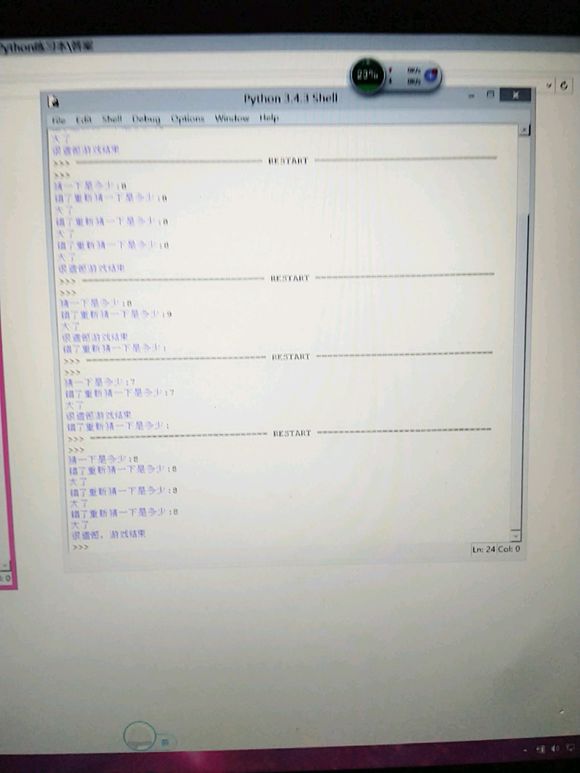 Python练习本\答案
23%
Python 3.4.3 Shell
File Edit Shell Debug Options Window Help
大了
很遗憾游戏结束
>>> ================================ RESTART ================================
>>>
猜一下是多少:8
错了重新猜一下是多少:8
大了
错了重新猜一下是多少:8
大了
错了重新猜一下是多少:8
大了
很遗憾游戏结束
>>> ================================ RESTART ================================
>>>
猜一下是多少:8
错了重新猜一下是多少:9
大了
很遗憾游戏结束
错了重新猜一下是多少:
>>> ================================ RESTART ================================
>>>
猜一下是多少:7
错了重新猜一下是多少:7
大了
很遗憾游戏结束
错了重新猜一下是多少:
>>> ================================ RESTART ================================
>>>
猜一下是多少:8
错了重新猜一下是多少:8
大了
错了重新猜一下是多少:8
大了
错了重新猜一下是多少:8
大了
很遗憾，游戏结束
>>>
Ln: 24 Col: 0